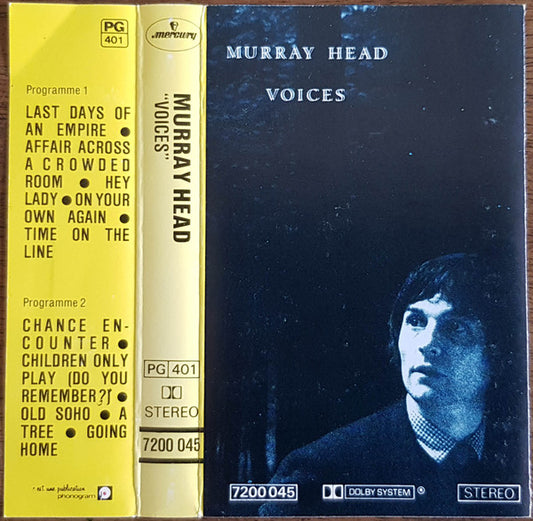 PG
401
Programme 1
LAST DAYS OF
AN EMPIRE ●
AFFAIR ACROSS
A CROWDED
ROOM ● HEY
LADY ● ON YOUR
OWN AGAIN ●
TIME ON THE
LINE
Programme 2
CHANCE EN-
COUNTER ●
CHILDREN ONLY
PLAY (DO YOU
REMEMBER?) ●
OLD SOHO ● A
TREE ● GOING
HOME
est une publication
phonogram
mercury
MURRAY HEAD
"VOICES"
PG 401
STEREO
7200 045
MURRAY HEAD
VOICES
7200 045
DOLBY SYSTEM ®
STEREO